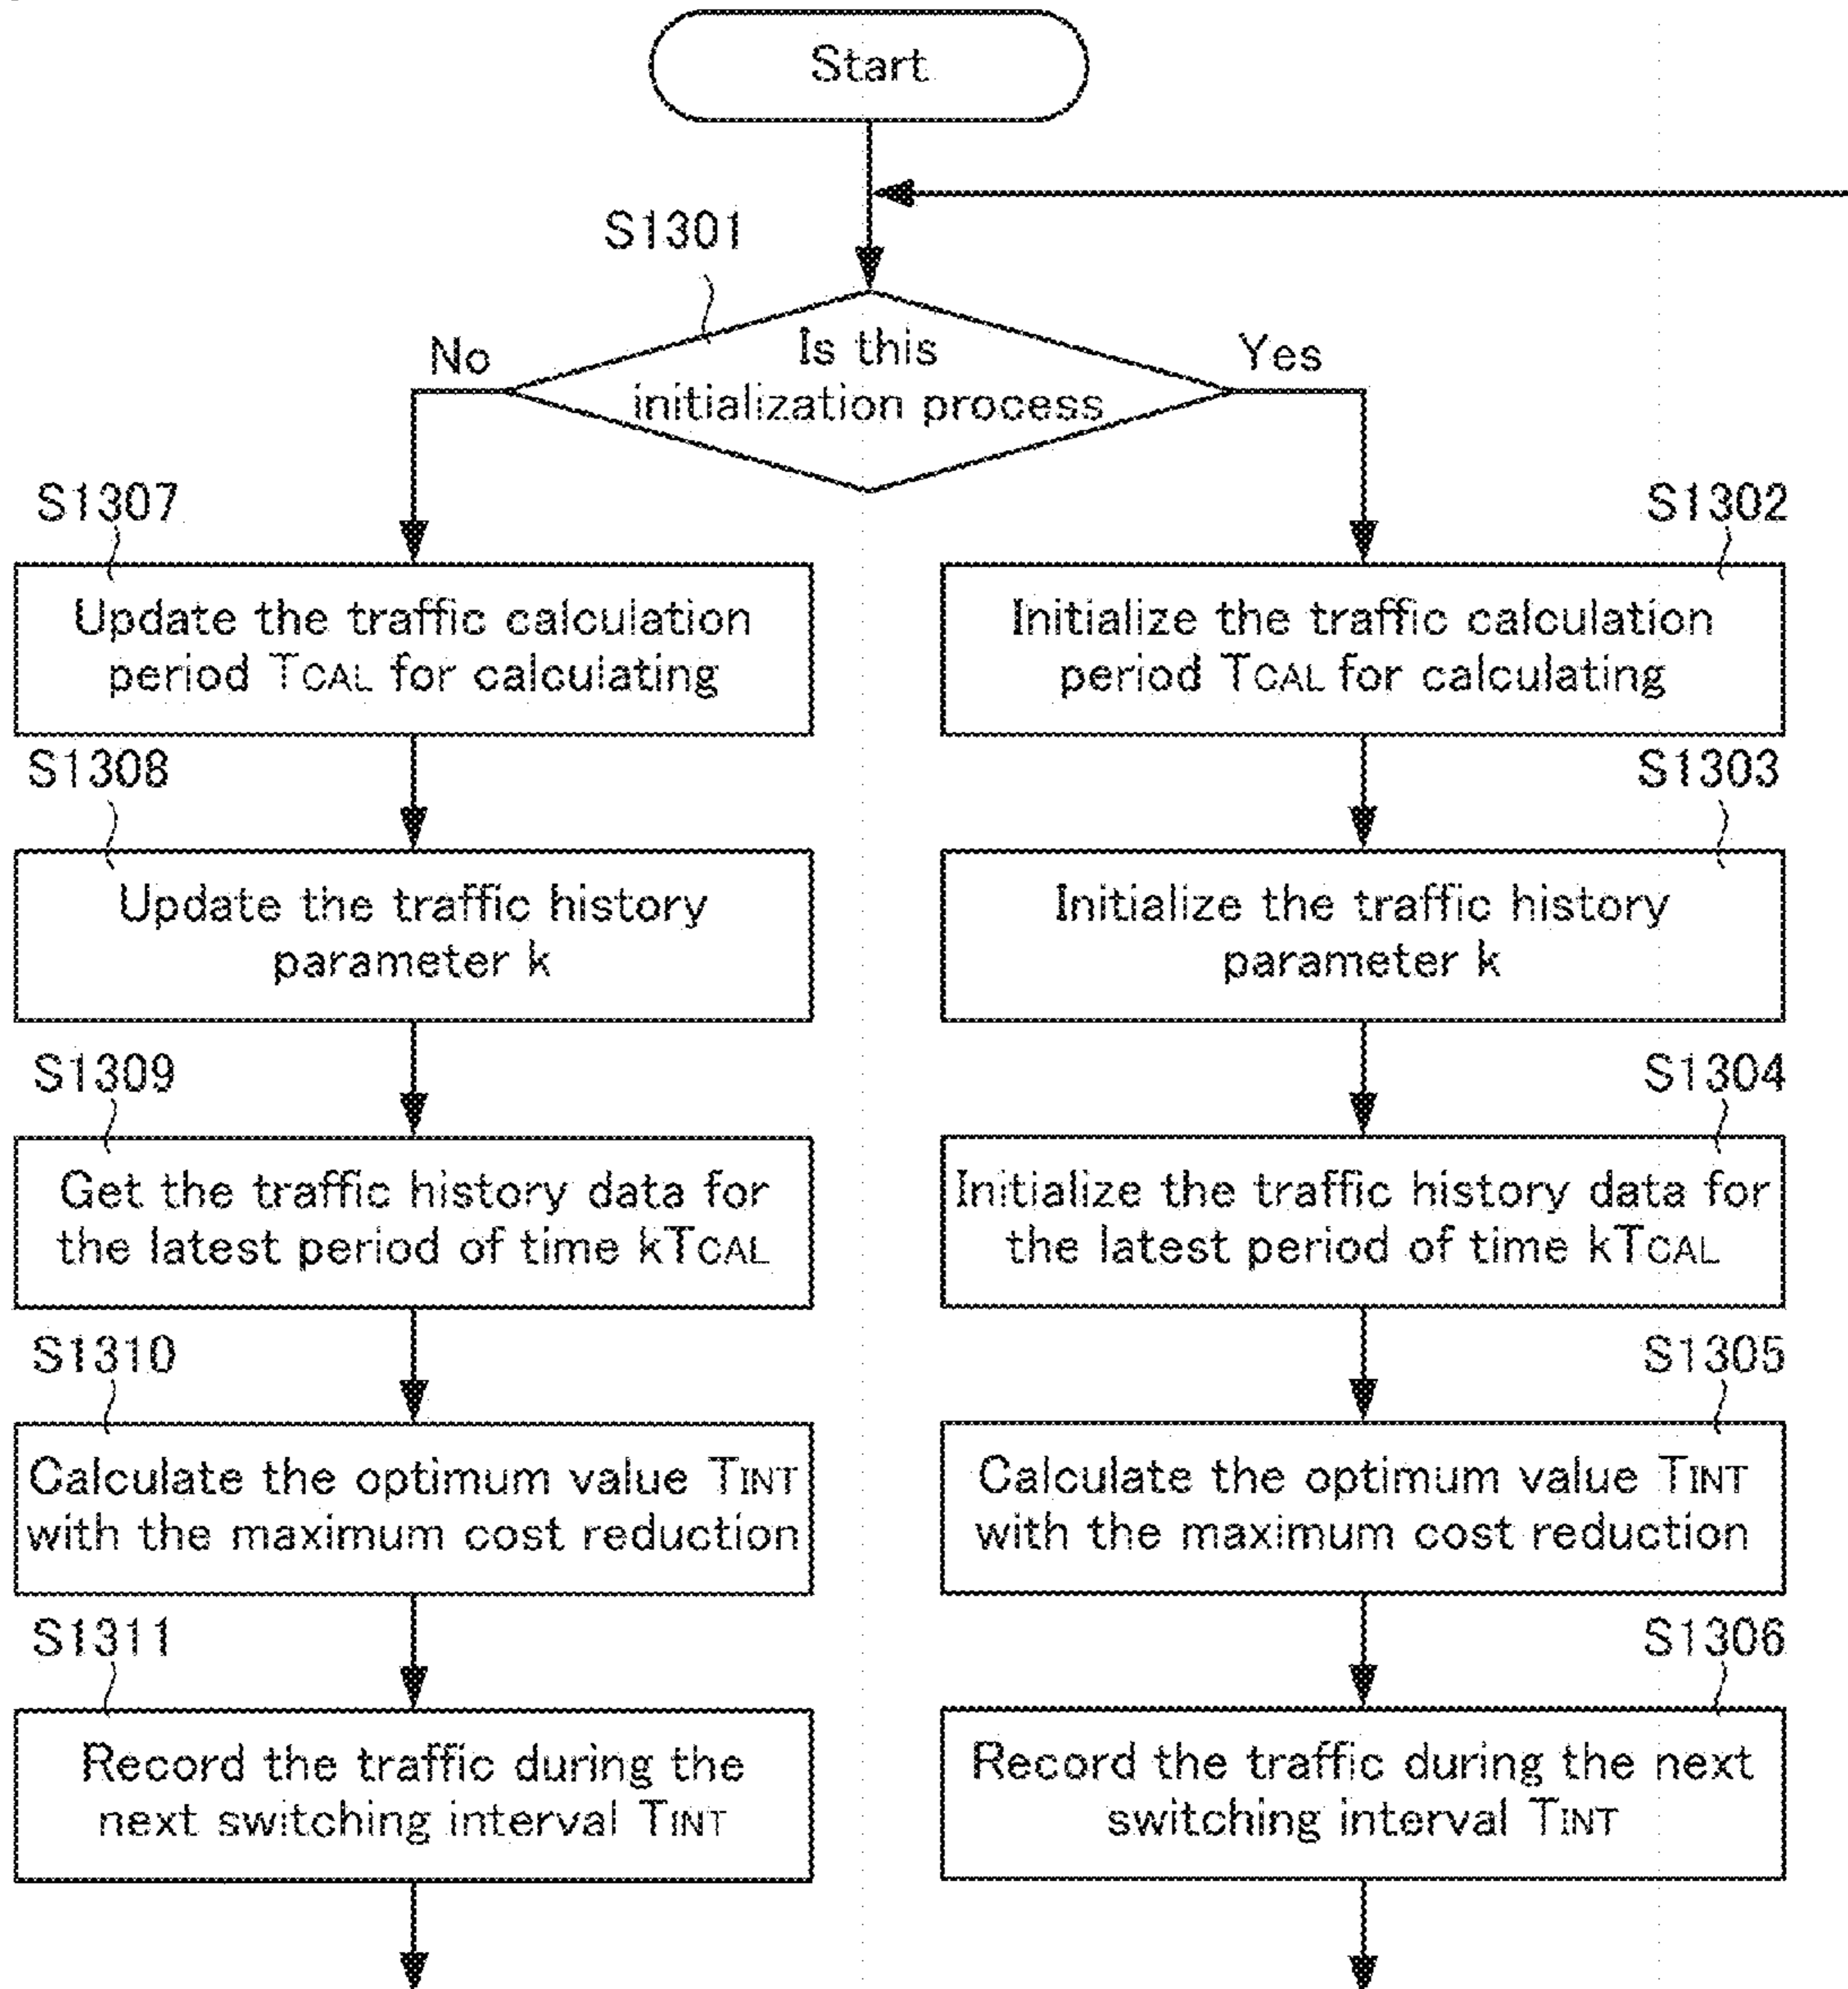 Start
S1301
Is this
initialization process
No
Yes
S1307
Update the traffic calculation
period TCAL for calculating
S1308
Update the traffic history
parameter k
S1309
Get the traffic history data for
the latest period of time kTCAL
S1310
Calculate the optimum value TINT
with the maximum cost reduction
S1311
Record the traffic during the
next switching interval TINT
S1302
Initialize the traffic calculation
period TCAL for calculating
S1303
Initialize the traffic history
parameter k
S1304
Initialize the traffic history data for
the latest period of time kTCAL
S1305
Calculate the optimum value TINT
with the maximum cost reduction
S1306
Record the traffic during the next
switching interval TINT